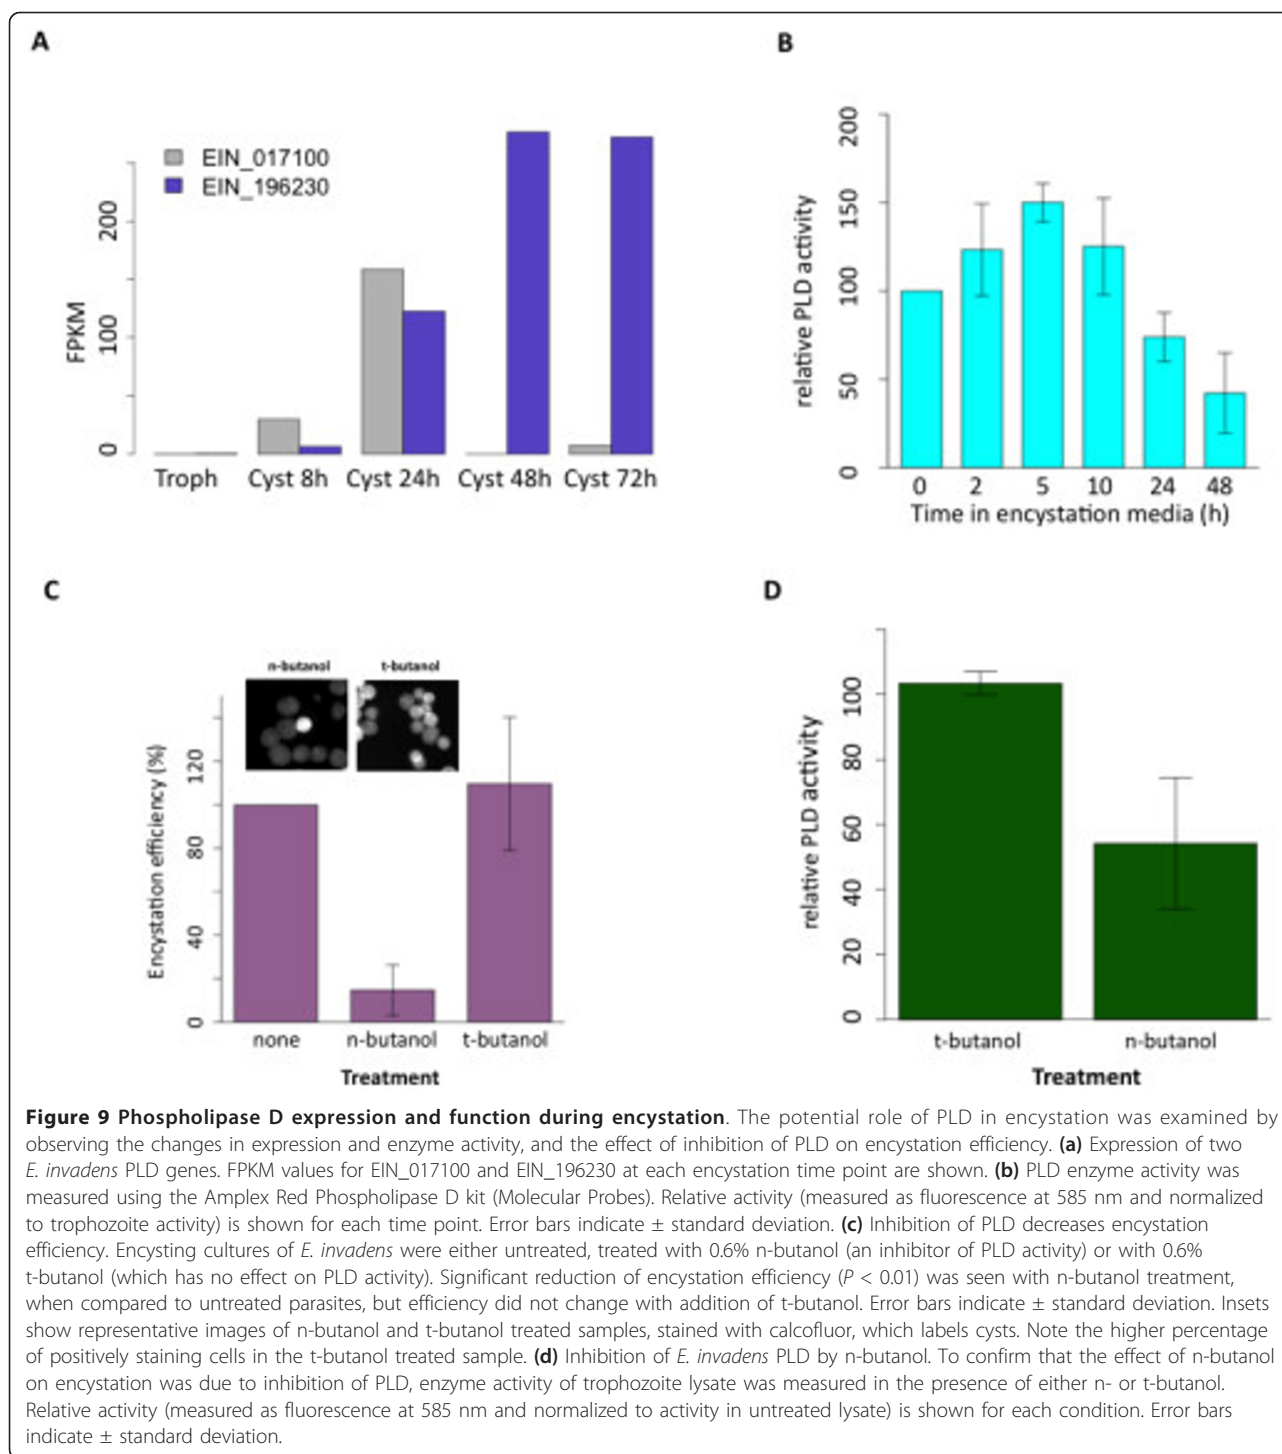 A
EIN_017100
EIN_196230
FPKM
0
100
200
Troph
Cyst 8h
Cyst 24h
Cyst 48h
Cyst 72h
B
relative PLD activity
0
50
100
150
200
0
2
5
10
24
48
Time in encystation media (h)
C
n-butanol
t-butanol
Encystation efficiency (%)
0
40
80
120
none
n-butanol
t-butanol
Treatment
D
relative PLD activity
0
20
40
60
80
100
t-butanol
n-butanol
Treatment
Figure 9 Phospholipase D expression and function during encystation. The potential role of PLD in encystation was examined by
observing the changes in expression and enzyme activity, and the effect of inhibition of PLD on encystation efficiency. (a) Expression of two
E. invadens PLD genes. FPKM values for EIN_017100 and EIN_196230 at each encystation time point are shown. (b) PLD enzyme activity was
measured using the Amplex Red Phospholipase D kit (Molecular Probes). Relative activity (measured as fluorescence at 585 nm and normalized
to trophozoite activity) is shown for each time point. Error bars indicate ± standard deviation. (c) Inhibition of PLD decreases encystation
efficiency. Encysting cultures of E. invadens were either untreated, treated with 0.6% n-butanol (an inhibitor of PLD activity) or with 0.6%
t-butanol (which has no effect on PLD activity). Significant reduction of encystation efficiency (P < 0.01) was seen with n-butanol treatment,
when compared to untreated parasites, but efficiency did not change with addition of t-butanol. Error bars indicate ± standard deviation. Insets
show representative images of n-butanol and t-butanol treated samples, stained with calcofluor, which labels cysts. Note the higher percentage
of positively staining cells in the t-butanol treated sample. (d) Inhibition of E. invadens PLD by n-butanol. To confirm that the effect of n-butanol
on encystation was due to inhibition of PLD, enzyme activity of trophozoite lysate was measured in the presence of either n- or t-butanol.
Relative activity (measured as fluorescence at 585 nm and normalized to activity in untreated lysate) is shown for each condition. Error bars
indicate ± standard deviation.